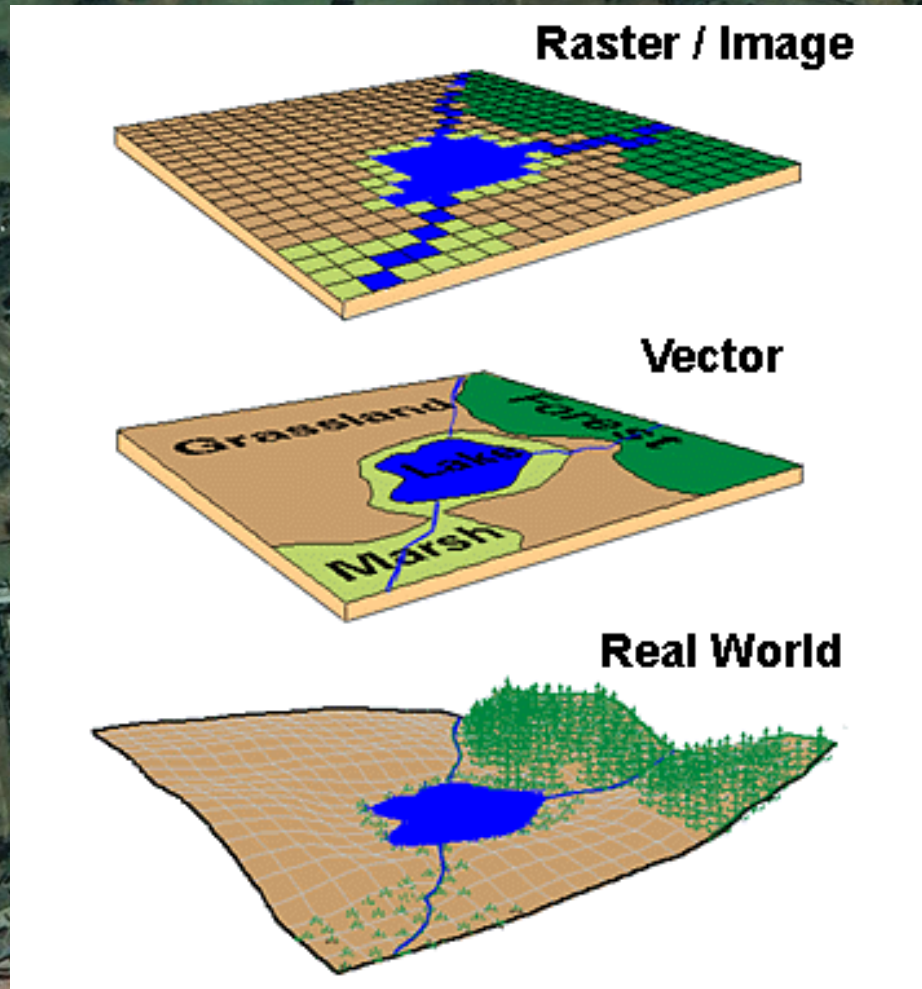 Raster / Image
Vector
Grassland
Forest
Lake
Marsh
Real World